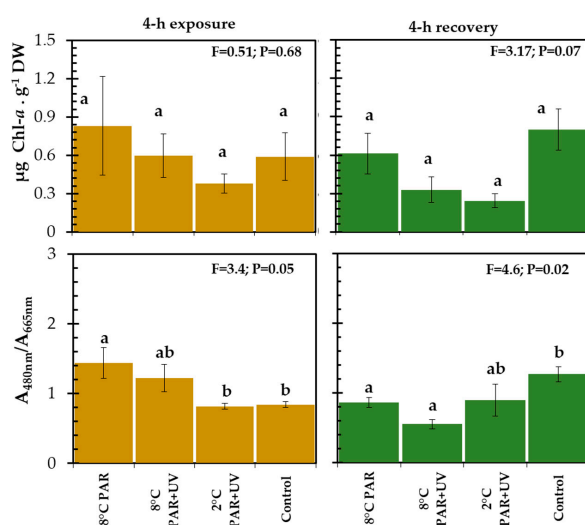 4-h exposure
4-h recovery
µg Chl-a . g⁻¹ DW
1.5
1.2
0.9
0.6
0.3
0
F=0.51; P=0.68
a
a
a
a
F=3.17; P=0.07
a
a
a
a
A480nm/A665nm
3
2
1
0
F=3.4; P=0.05
a
ab
b
b
F=4.6; P=0.02
a
a
ab
b
8°C PAR
8°C
PAR+UV
2°C
PAR+UV
Control
8°C PAR
8°C
PAR+UV
2°C
PAR+UV
Control